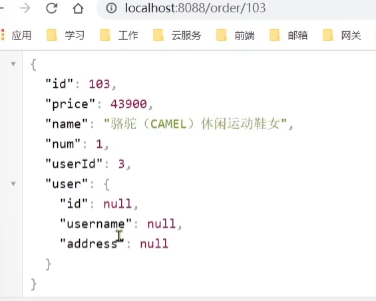 localhost:8088/order/103
应用 学习 工作 云服务 前端 邮箱 网关
{
"id": 103,
"price": 43900,
"name": "骆驼（CAMEL）休闲运动鞋女",
"num": 1,
"userId": 3,
"user": {
"id": null,
"username": null,
"address": null
}
}